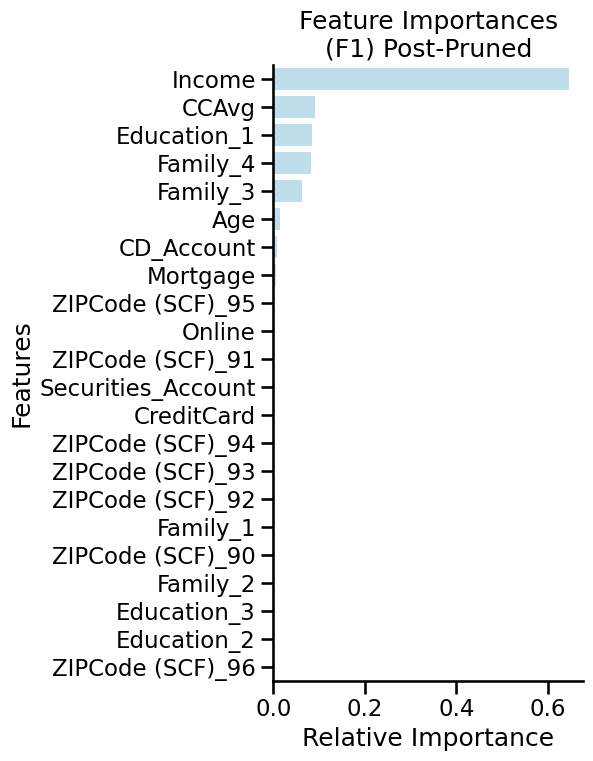 Feature Importances
(F1) Post-Pruned
Income
CCAvg
Education_1
Family_4
Family_3
Age
CD_Account
Mortgage
ZIPCode (SCF)_95
Online
ZIPCode (SCF)_91
Securities_Account
CreditCard
ZIPCode (SCF)_94
ZIPCode (SCF)_93
ZIPCode (SCF)_92
Family_1
ZIPCode (SCF)_90
Family_2
Education_3
Education_2
ZIPCode (SCF)_96
Features
0.0 0.2 0.4 0.6
Relative Importance